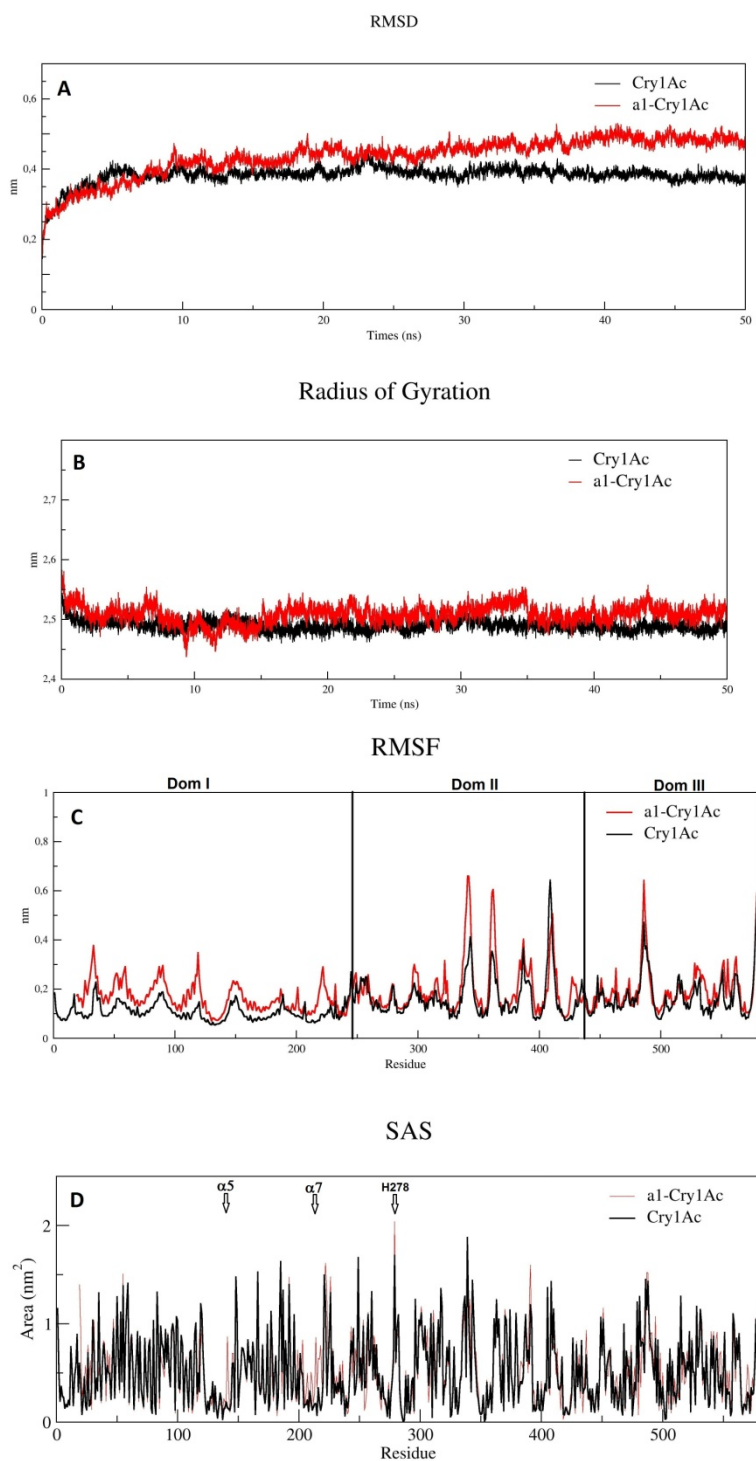 RMSD
A
Cry1Ac
a1-Cry1Ac
0,6
0,4
0,2
0
nm
0 10 20 30 40 50
Times (ns)
Radius of Gyration
B
Cry1Ac
a1-Cry1Ac
2,7
2,6
2,5
2,4
nm
0 10 20 30 40 50
Time (ns)
RMSF
Dom I Dom II Dom III
C
a1-Cry1Ac
Cry1Ac
1
0,8
0,6
0,4
0,2
0
nm
0 100 200 300 400 500
Residue
SAS
D
α5 α7 H278
a1-Cry1Ac
Cry1Ac
2
1
0
Area (nm²)
0 100 200 300 400 500
Residue